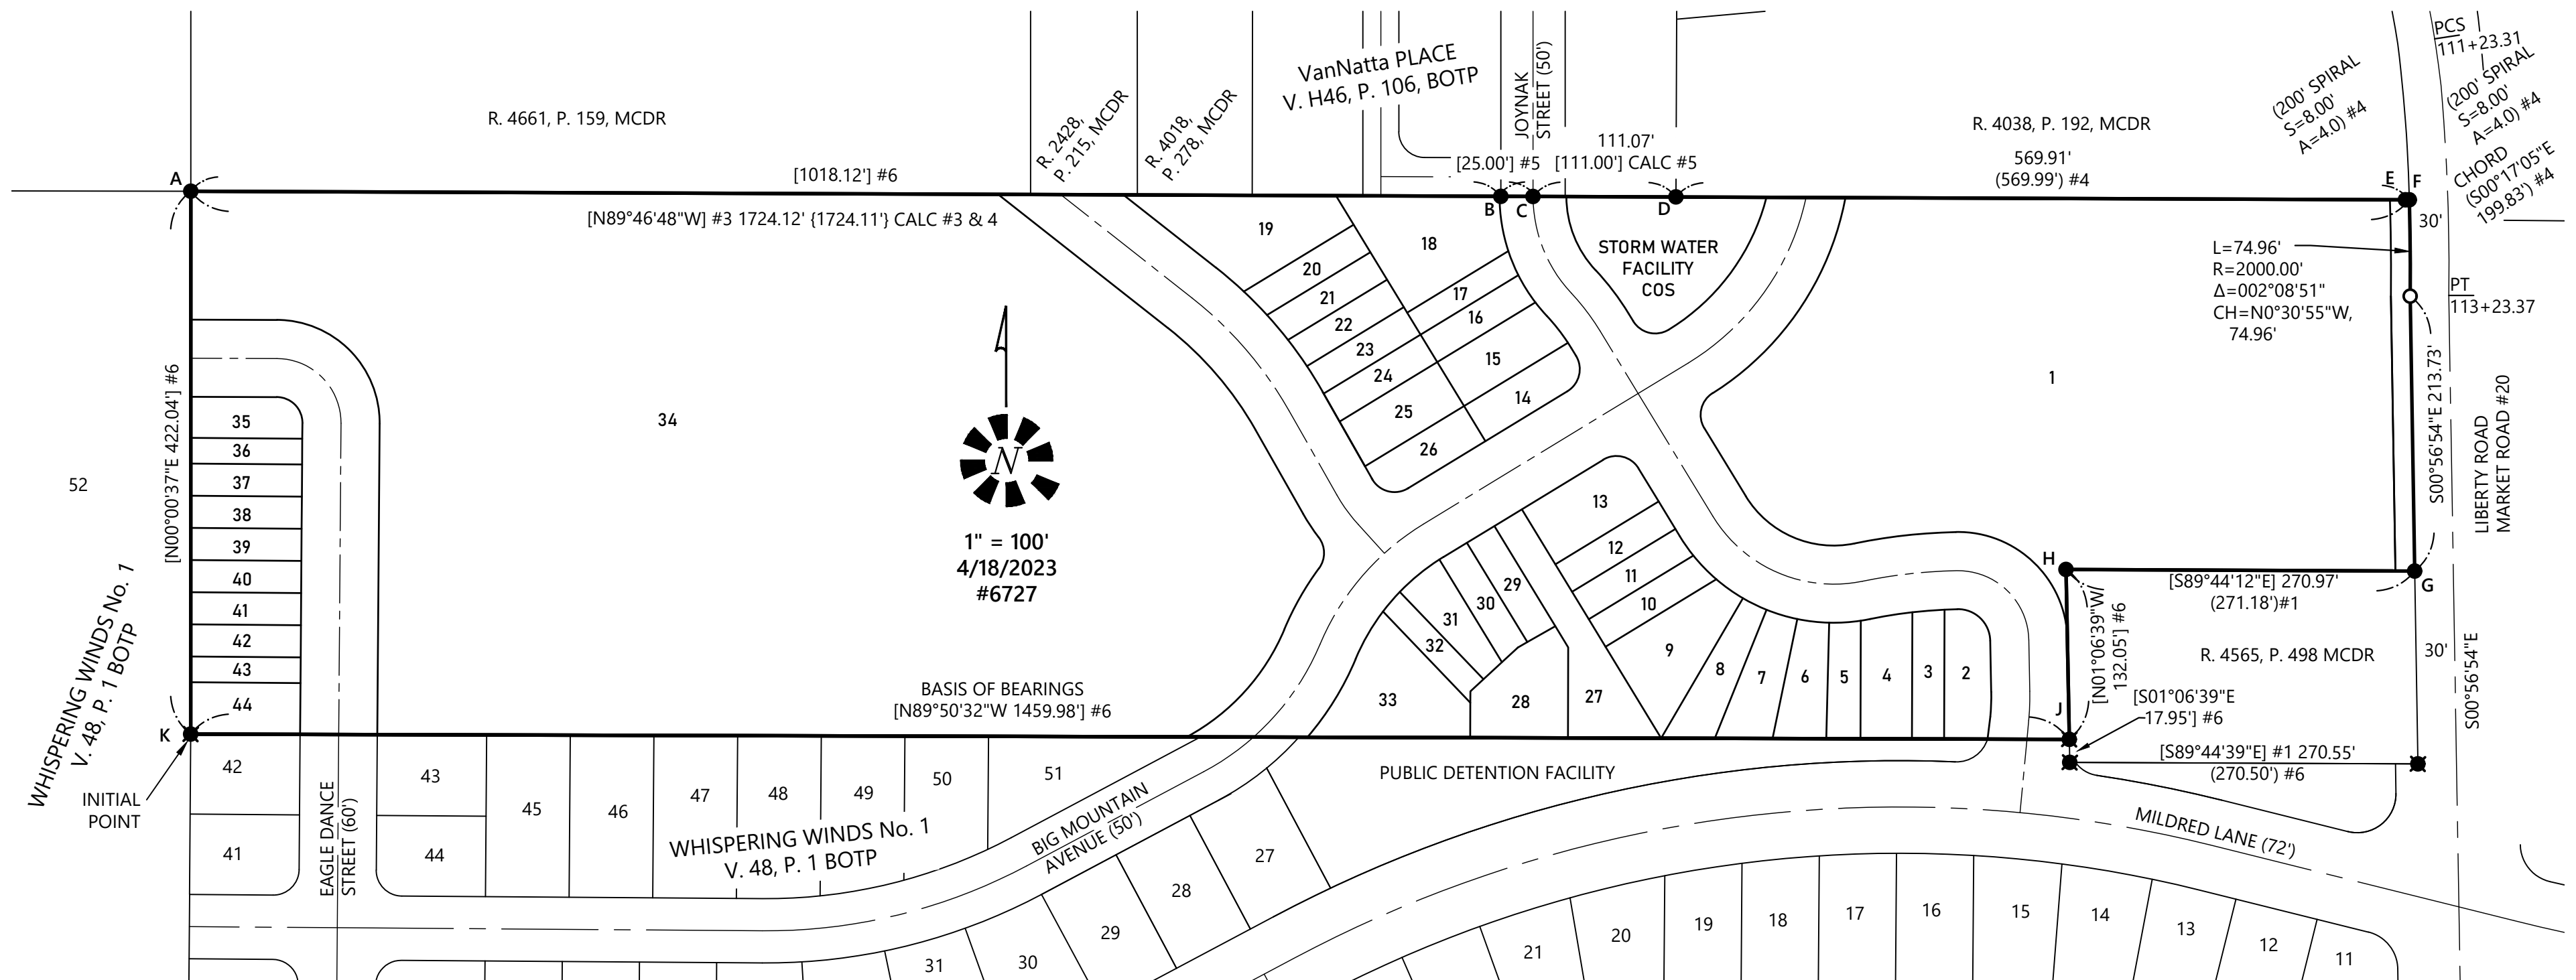 PCS
111+23.31
(200' SPIRAL
S=8.00'
A=4.0) #4
(200' SPIRAL
S=8.00'
A=4.0) #4
CHORD
(S00°17'05"E
199.83') #4
R. 4661, P. 159, MCDR
R. 2428,
P. 215, MCDR
R. 4018,
P. 278, MCDR
VanNatta PLACE
V. H46, P. 106, BOTP
JOYNAK
STREET (50')
R. 4038, P. 192, MCDR
[1018.12'] #6
[25.00'] #5
111.07'
[111.00'] CALC #5
569.91'
(569.99') #4
A
B
C
D
E
F
[N89°46'48"W] #3 1724.12' {1724.11'} CALC #3 & 4
30'
L=74.96'
R=2000.00'
Δ=002°08'51"
CH=N0°30'55"W,
74.96'
PT
113+23.37
19
18
20
21
22
23
24
25
26
17
16
15
14
STORM WATER
FACILITY
COS
1
34
[N00°00'37"E 422.04'] #6
52
35
36
37
38
39
40
41
42
43
44
N
1" = 100'
4/18/2023
#6727
S00°56'54"E 213.73'
LIBERTY ROAD
MARKET ROAD #20
13
12
11
10
9
8
7
6
5
4
3
2
29
30
31
32
33
28
27
H
G
[S89°44'12"E] 270.97'
(271.18')#1
[N01°06'39"W/
132.05'] #6
R. 4565, P. 498 MCDR
30'
S00°56'54"E
J
[S01°06'39"E
17.95'] #6
[S89°44'39"E] #1 270.55'
(270.50') #6
BASIS OF BEARINGS
[N89°50'32"W 1459.98'] #6
WHISPERING WINDS No. 1
V. 48, P. 1 BOTP
K
INITIAL
POINT
42
41
EAGLE DANCE
STREET (60')
43
44
45
46
47
48
49
50
51
WHISPERING WINDS No. 1
V. 48, P. 1 BOTP
BIG MOUNTAIN
AVENUE (50')
PUBLIC DETENTION FACILITY
MILDRED LANE (72')
27
28
29
30
31
21
20
19
18
17
16
15
14
13
12
11